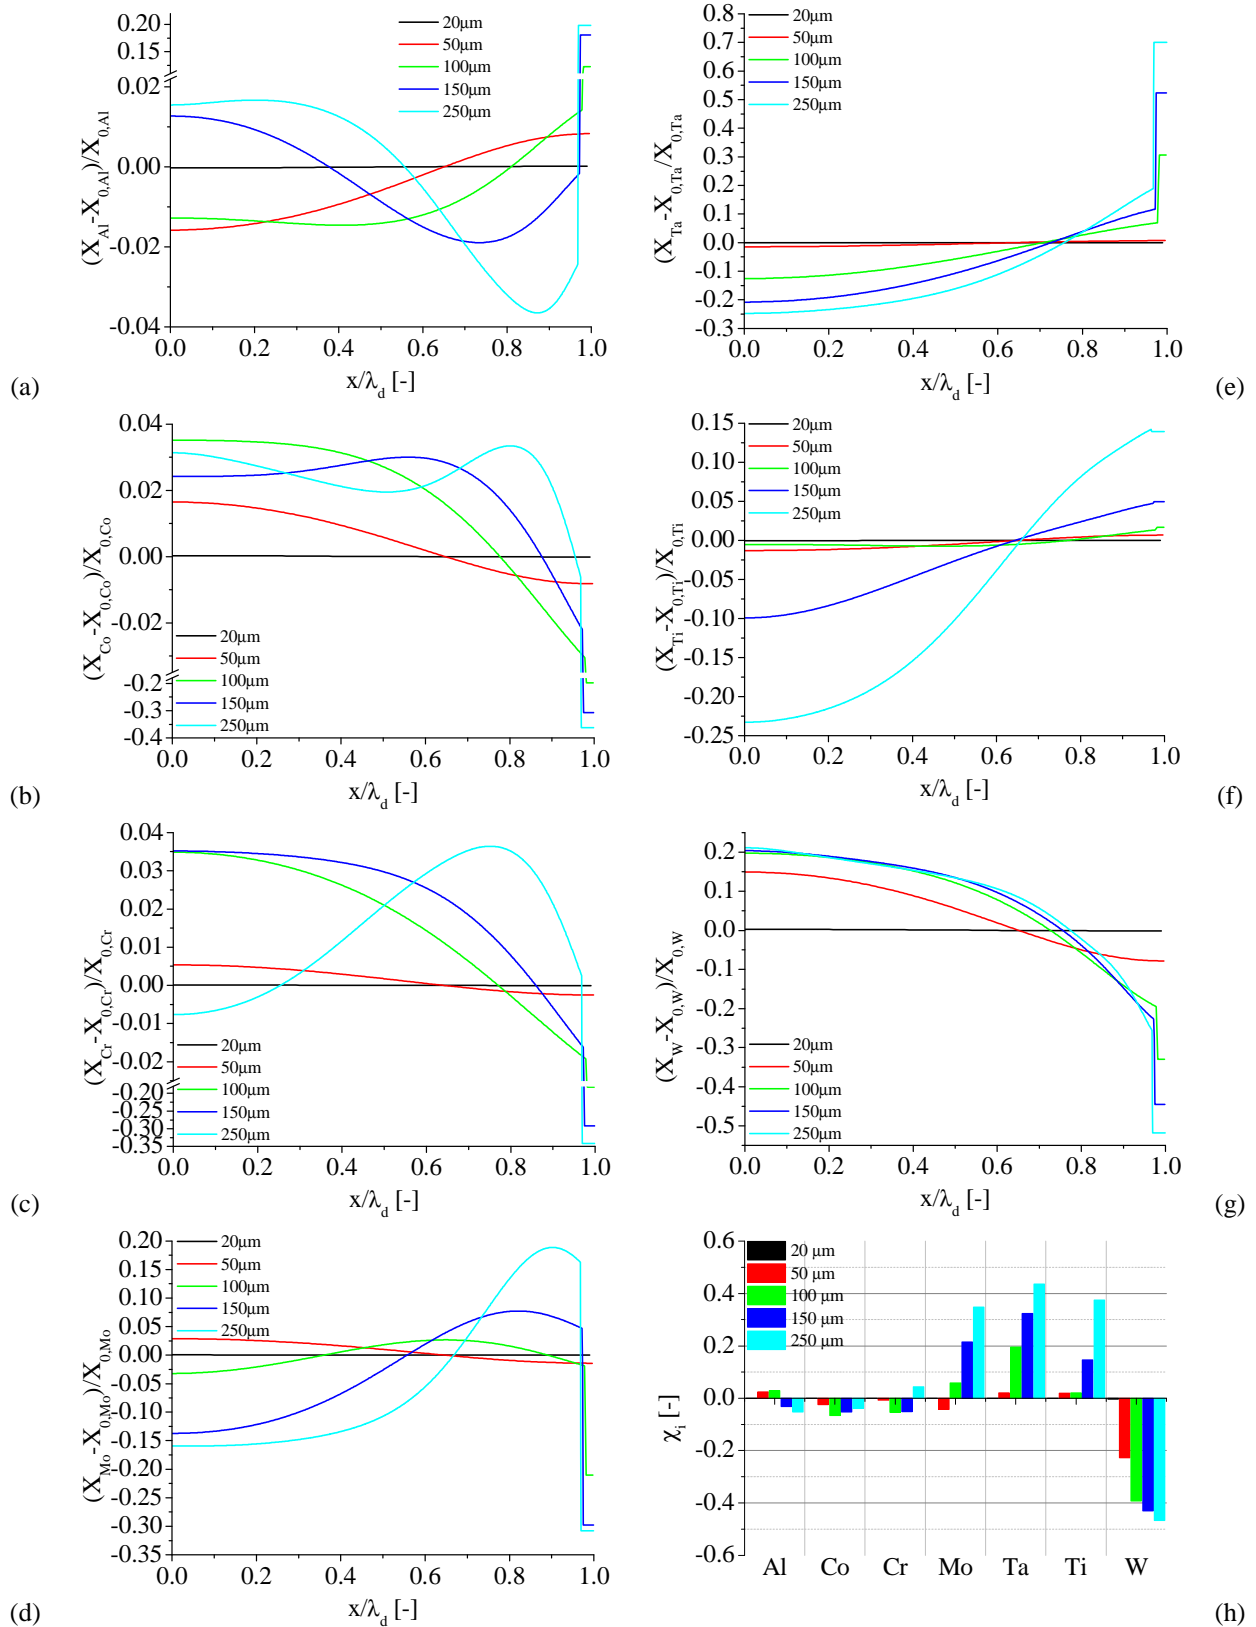 (X_Al-X_0,Al)/X_0,Al
0.20
0.15
0.02
0.00
-0.02
-0.04
20µm
50µm
100µm
150µm
250µm
0.0 0.2 0.4 0.6 0.8 1.0
x/λ_d [-]
(a)
(X_Ta-X_0,Ta/X_0,Ta
0.8
0.7
0.6
0.5
0.4
0.3
0.2
0.1
0.0
-0.1
-0.2
-0.3
20µm
50µm
100µm
150µm
250µm
0.0 0.2 0.4 0.6 0.8 1.0
x/λ_d [-]
(e)
(X_Co-X_0,Co)/X_0,Co
0.04
0.02
0.00
-0.02
-0.2
-0.3
-0.4
20µm
50µm
100µm
150µm
250µm
0.0 0.2 0.4 0.6 0.8 1.0
x/λ_d [-]
(b)
(X_Ti-X_0,Ti)/X_0,Ti
0.15
0.10
0.05
0.00
-0.05
-0.10
-0.15
-0.20
-0.25
20µm
50µm
100µm
150µm
250µm
0.0 0.2 0.4 0.6 0.8 1.0
x/λ_d [-]
(f)
(X_Cr-X_0,Cr)/X_0,Cr
0.04
0.03
0.02
0.01
0.00
-0.01
-0.02
-0.20
-0.25
-0.30
-0.35
20µm
50µm
100µm
150µm
250µm
0.0 0.2 0.4 0.6 0.8 1.0
x/λ_d [-]
(c)
(X_W-X_0,W)/X_0,W
0.2
0.1
0.0
-0.1
-0.2
-0.3
-0.4
-0.5
20µm
50µm
100µm
150µm
250µm
0.0 0.2 0.4 0.6 0.8 1.0
x/λ_d [-]
(g)
(X_Mo-X_0,Mo)/X_0,Mo
0.20
0.15
0.10
0.05
0.00
-0.05
-0.10
-0.15
-0.20
-0.25
-0.30
-0.35
20µm
50µm
100µm
150µm
250µm
0.0 0.2 0.4 0.6 0.8 1.0
x/λ_d [-]
(d)
χ_i [-]
0.6
0.4
0.2
0.0
-0.2
-0.4
-0.6
20 µm
50 µm
100 µm
150 µm
250 µm
Al Co Cr Mo Ta Ti W
(h)